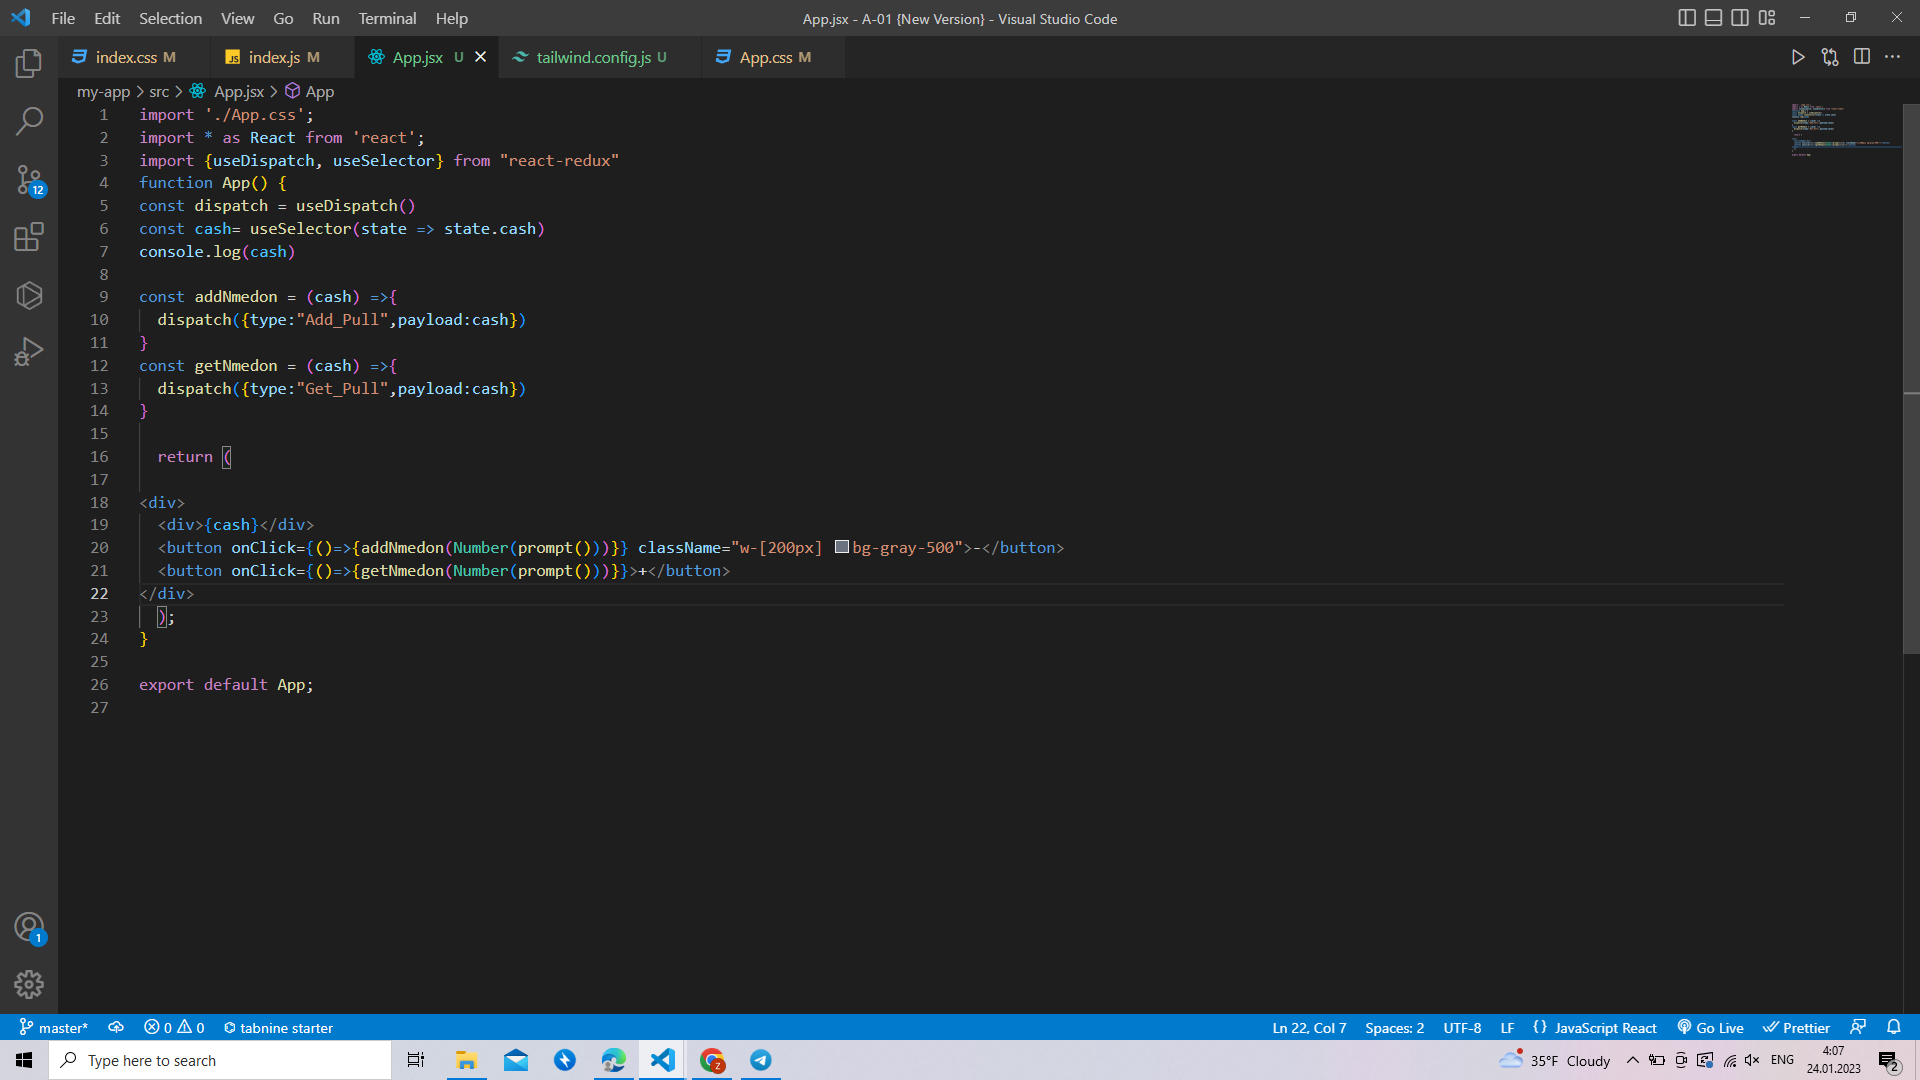 File Edit Selection View Go Run Terminal Help
App.jsx - A-01 {New Version} - Visual Studio Code
index.css M
JS index.js M
App.jsx U
tailwind.config.js U
App.css M
my-app > src > App.jsx > App
1 import './App.css';
2 import * as React from 'react';
3 import {useDispatch, useSelector} from "react-redux"
4 function App() {
5 const dispatch = useDispatch()
6 const cash= useSelector(state => state.cash)
7 console.log(cash)
8
9 const addNmedon = (cash) =>{
10 dispatch({type:"Add_Pull",payload:cash})
11 }
12 const getNmedon = (cash) =>{
13 dispatch({type:"Get_Pull",payload:cash})
14 }
15
16 return (
17
18 <div>
19 <div>{cash}</div>
20 <button onClick={()=>{addNmedon(Number(prompt()))}} className="w-[200px] bg-gray-500">-</button>
21 <button onClick={()=>{getNmedon(Number(prompt()))}}>+</button>
22 </div>
23 );
24 }
25
26 export default App;
27
12
1
master* 0 0 tabnine starter
Ln 22, Col 7 Spaces: 2 UTF-8 LF {} JavaScript React Go Live Prettier
Type here to search
Z
35°F Cloudy
ENG
4:07
24.01.2023
2